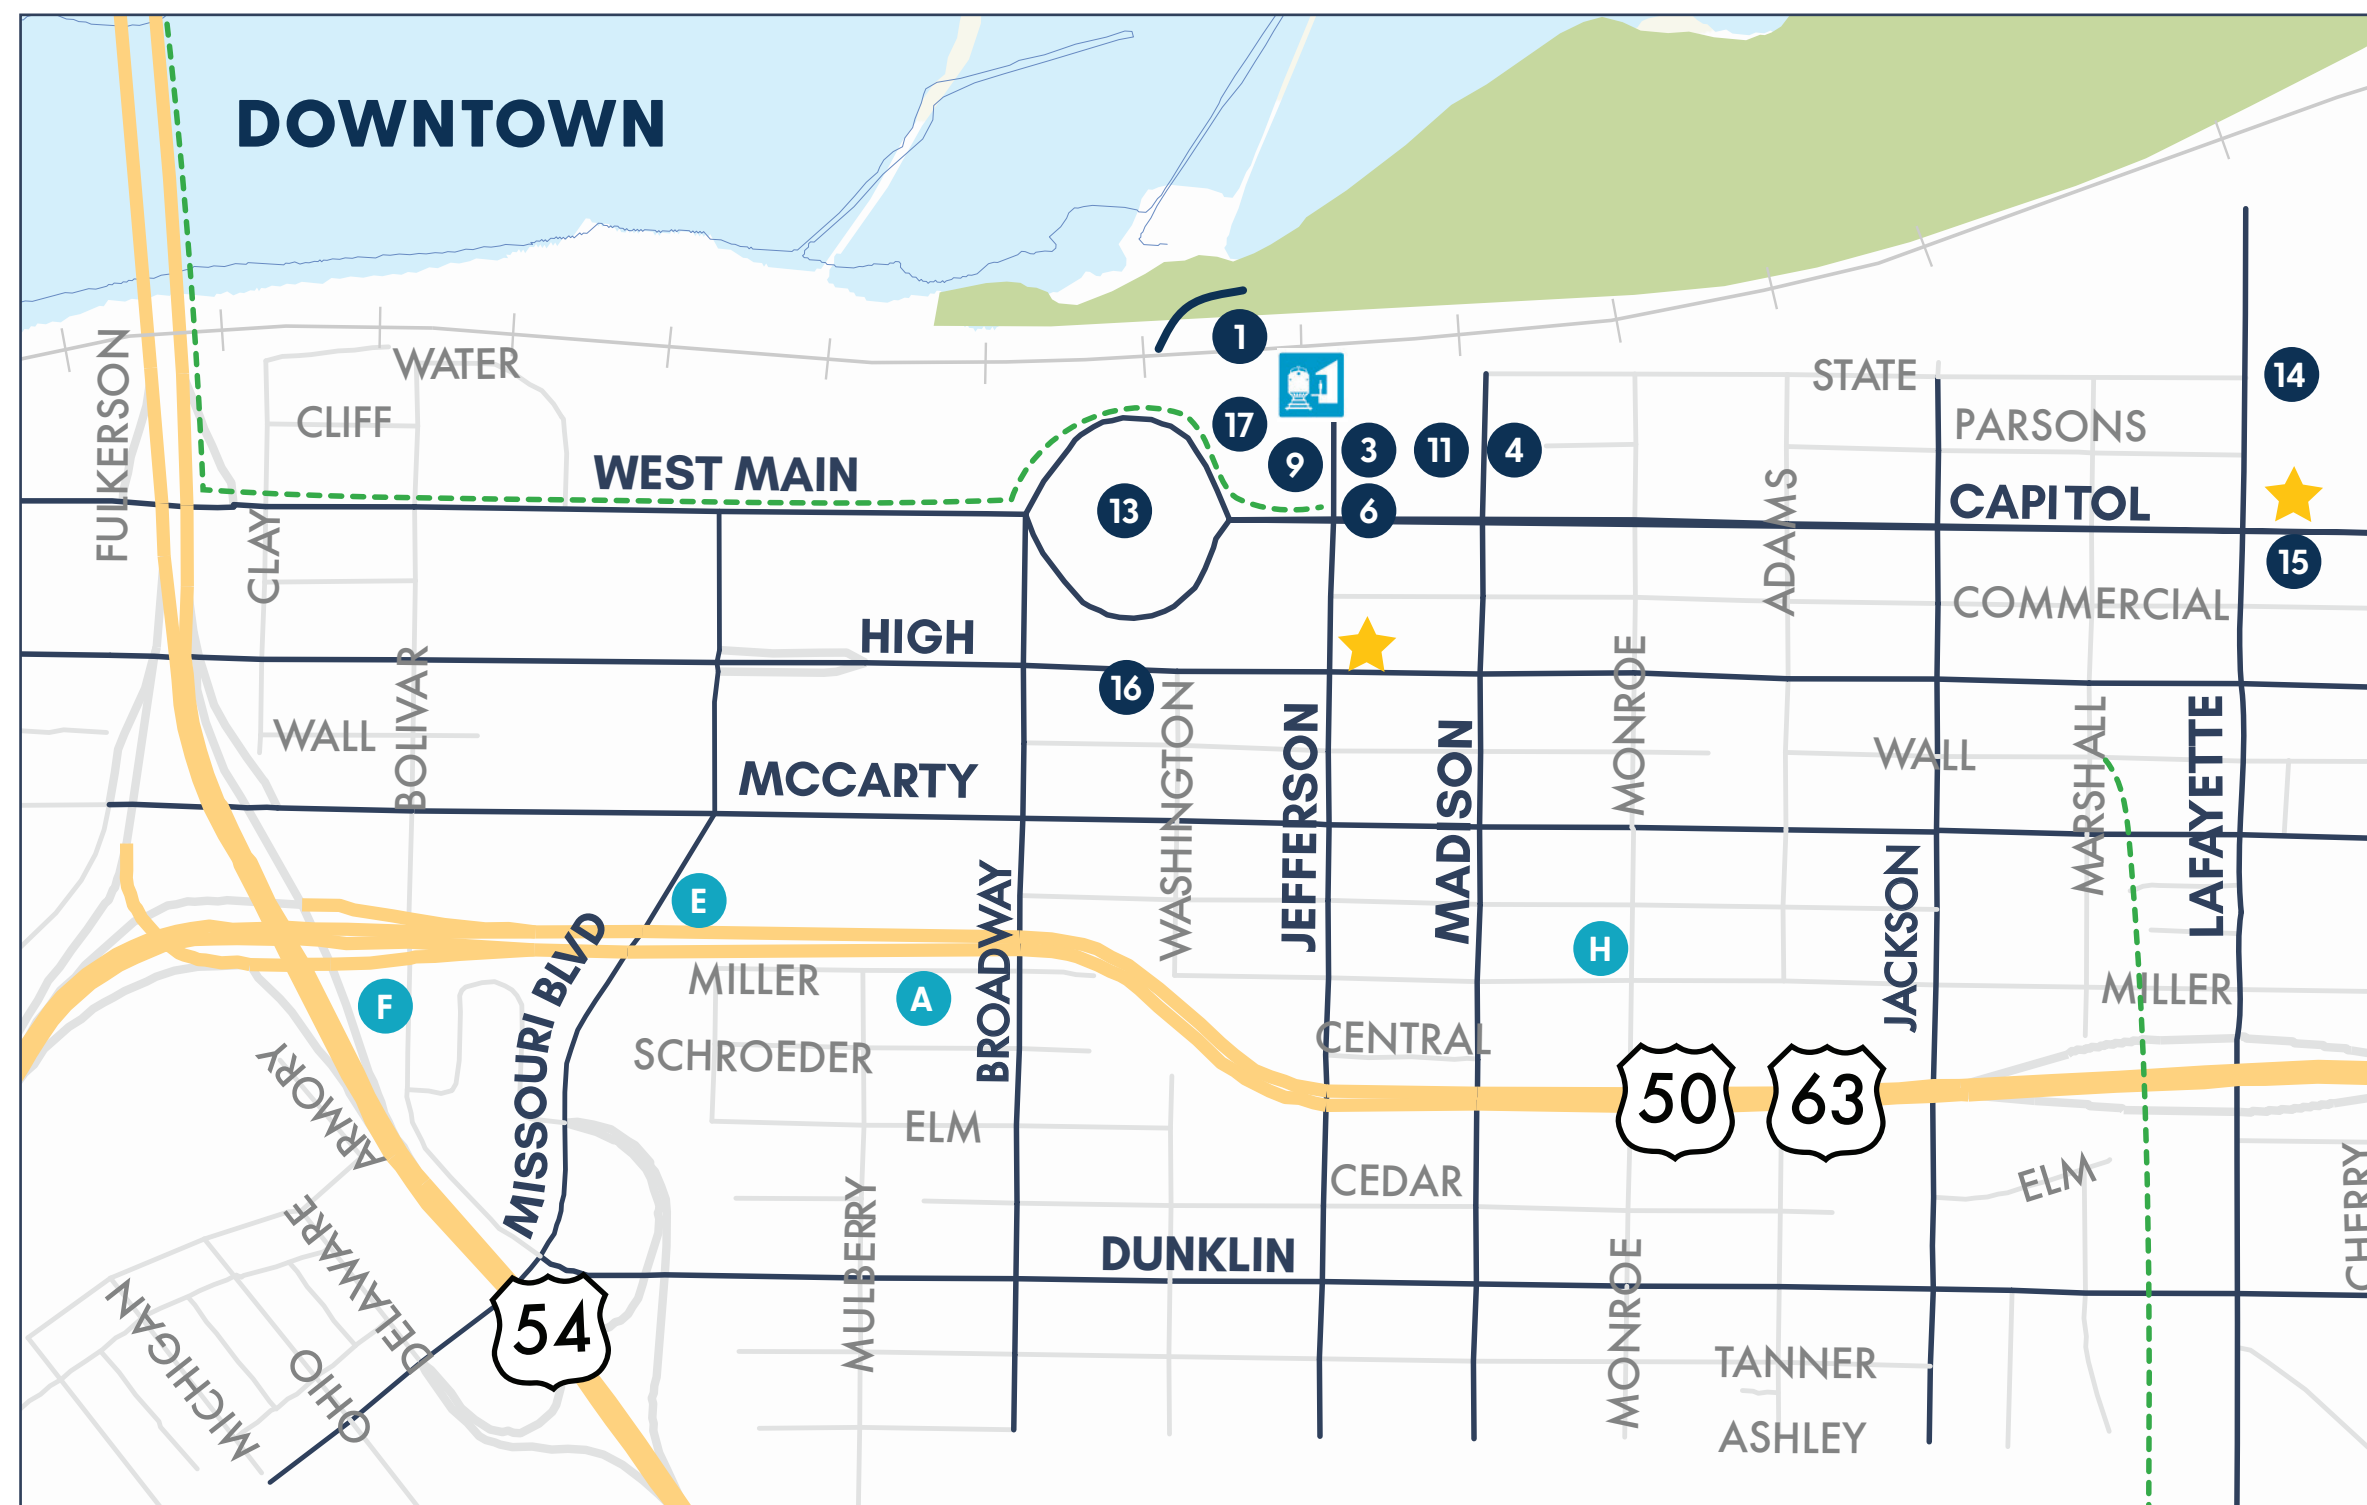 DOWNTOWN
1
WATER
STATE
14
FULKERSON
CLIFF
17
3
11
4
PARSONS
9
WEST MAIN
13
6
ADAMS
CAPITOL
CLAY
15
COMMERCIAL
HIGH
16
BOLIVAR
WASHINGTON
MONROE
WALL
JEFFERSON
MADISON
WALL
MARSHALL
LAFAYETTE
MCCARTY
E
BROADWAY
H
JACKSON
MILLER
A
MILLER
F
MISSOURI BLVD
CENTRAL
SCHROEDER
ARMORY
50
63
ELM
CEDAR
ELM
CHERRY
DELAWARE
MULBERRY
DUNKLIN
MONROE
54
MICHIGAN
OHIO
TANNER
ASHLEY